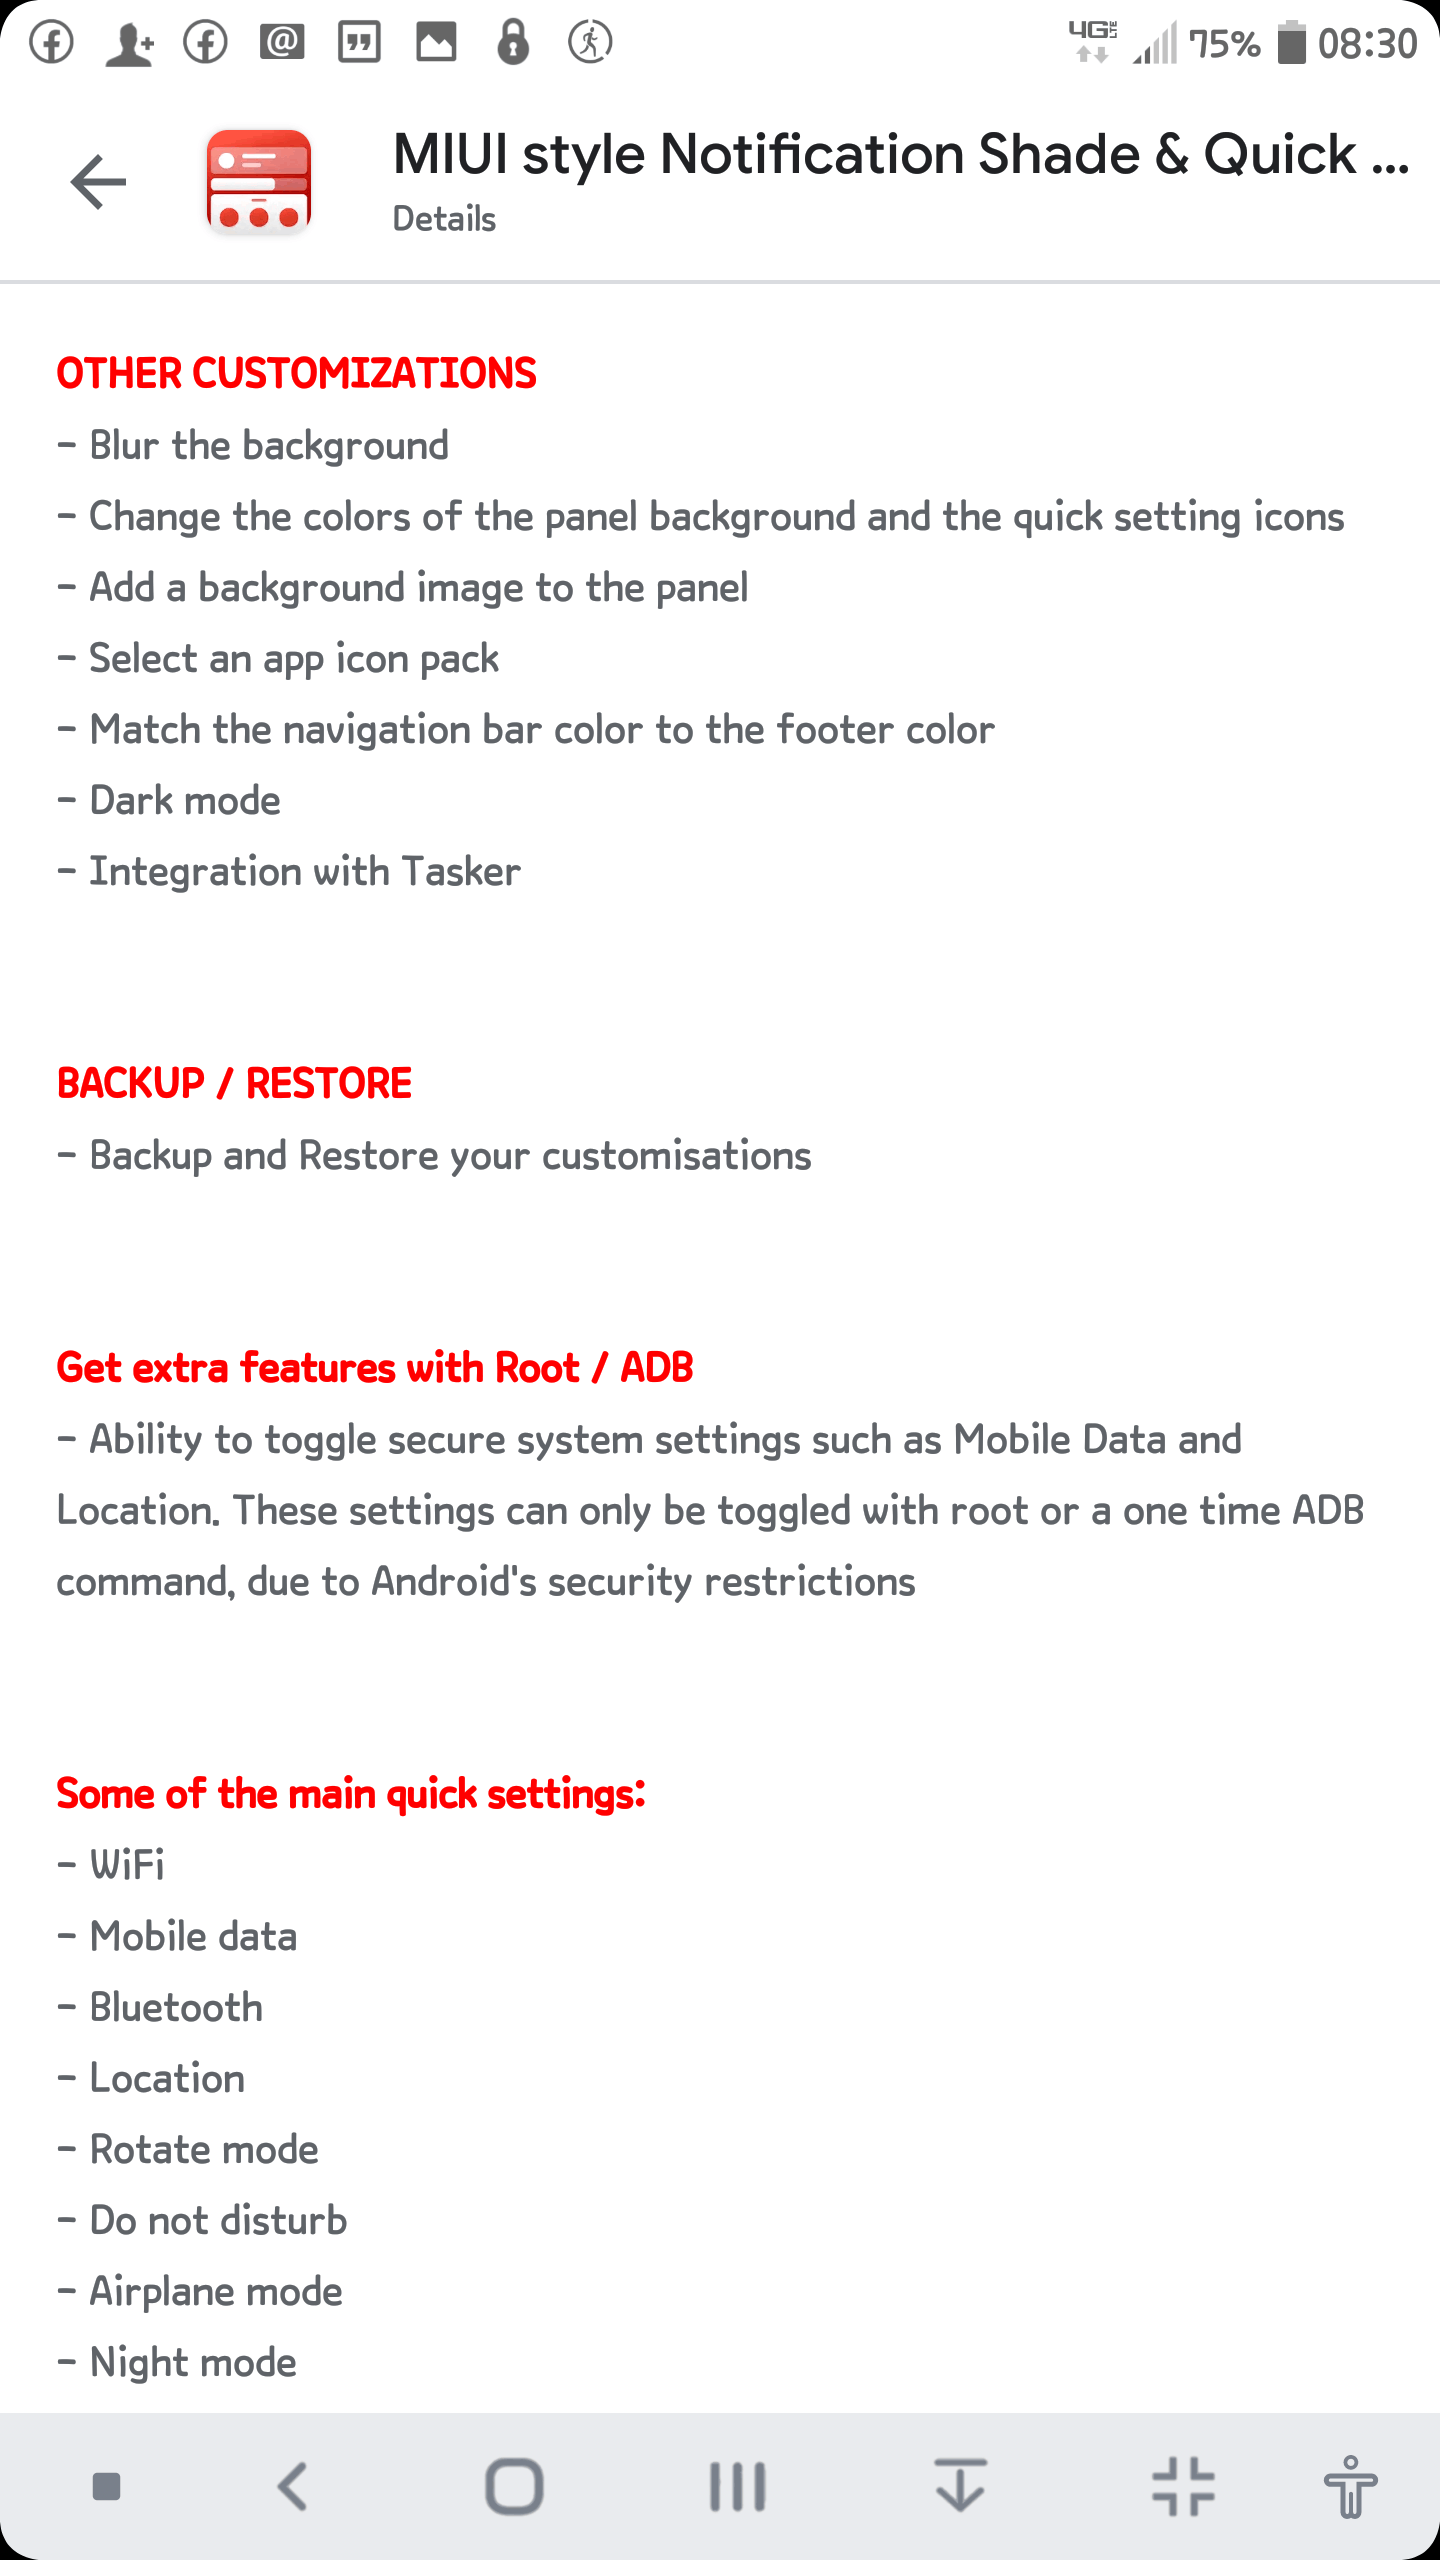 4G LTE 75% 08:30
MIUI style Notification Shade & Quick ...
Details
OTHER CUSTOMIZATIONS
- Blur the background
- Change the colors of the panel background and the quick setting icons
- Add a background image to the panel
- Select an app icon pack
- Match the navigation bar color to the footer color
- Dark mode
- Integration with Tasker
BACKUP / RESTORE
- Backup and Restore your customisations
Get extra features with Root / ADB
- Ability to toggle secure system settings such as Mobile Data and
Location. These settings can only be toggled with root or a one time ADB
command, due to Android's security restrictions
Some of the main quick settings:
- WiFi
- Mobile data
- Bluetooth
- Location
- Rotate mode
- Do not disturb
- Airplane mode
- Night mode